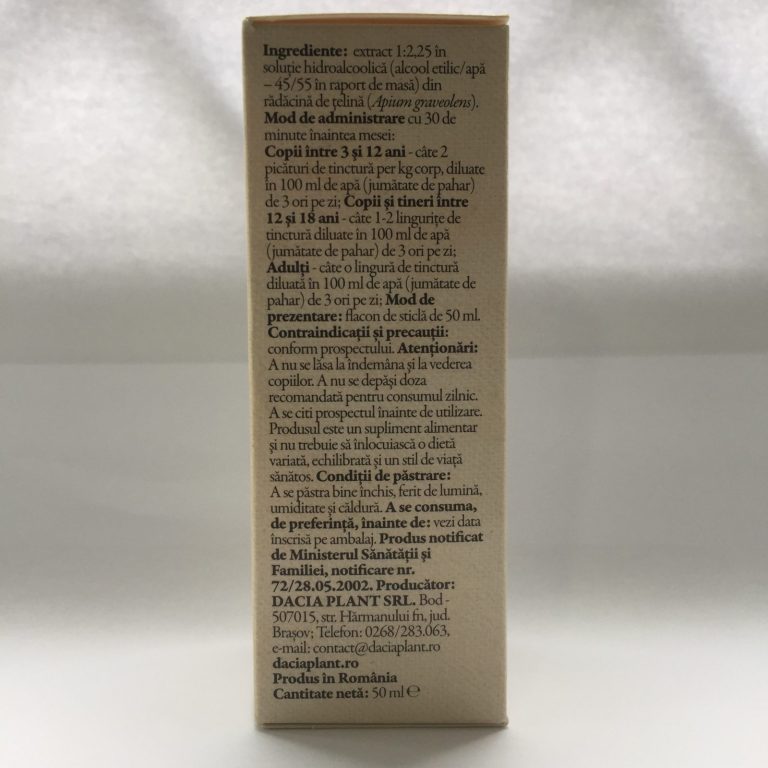 Ingrediente: extract 1:2,25 în
soluție hidroalcoolică (alcool etilic/apă
– 45/55 în raport de masă) din
rădăcină de țelină (Apium graveolens).
Mod de administrare cu 30 de
minute înaintea mesei:
Copii între 3 și 12 ani - câte 2
picături de tinctură per kg corp, diluate
în 100 ml de apă (jumătate de pahar)
de 3 ori pe zi; Copii și tineri între
12 și 18 ani - câte 1-2 lingurițe de
tinctură diluate în 100 ml de apă
(jumătate de pahar) de 3 ori pe zi;
Adulți - câte o lingură de tinctură
diluată în 100 ml de apă (jumătate de
pahar) de 3 ori pe zi; Mod de
prezentare: flacon de sticlă de 50 ml.
Contraindicații și precauții:
conform prospectului. Atenționări:
A nu se lăsa la îndemâna și la vederea
copiilor. A nu se depăși doza
recomandată pentru consumul zilnic.
A se citi prospectul înainte de utilizare.
Produsul este un supliment alimentar
și nu trebuie să înlocuiască o dietă
variată, echilibrată și un stil de viață
sănătos. Condiții de păstrare:
A se păstra bine închis, ferit de lumină,
umiditate și căldură. A se consuma,
de preferință, înainte de: vezi data
înscrisă pe ambalaj. Produs notificat
de Ministerul Sănătății și
Familiei, notificare nr.
72/28.05.2002. Producător:
DACIA PLANT SRL. Bod -
507015, str. Hărmanului fn, jud.
Brașov; Telefon: 0268/283.063,
e-mail: contact@daciaplant.ro
daciaplant.ro
Produs în România
Cantitate netă: 50 ml ℮